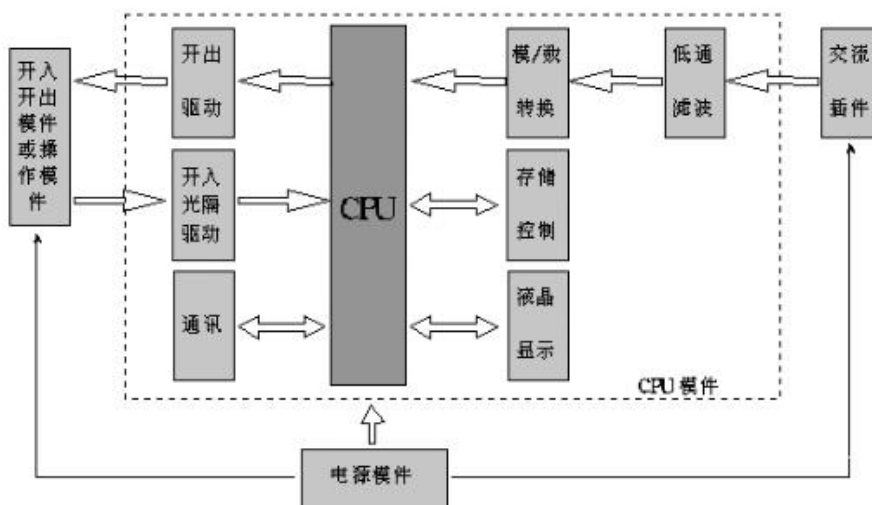 开入
开出
模件
或操
作模
件
开出
驱动
开入
光隔
驱动
通讯
CPU
模/数
转换
存储
控制
液晶
显示
低通
滤波
交流
插件
CPU 模件
电源模件